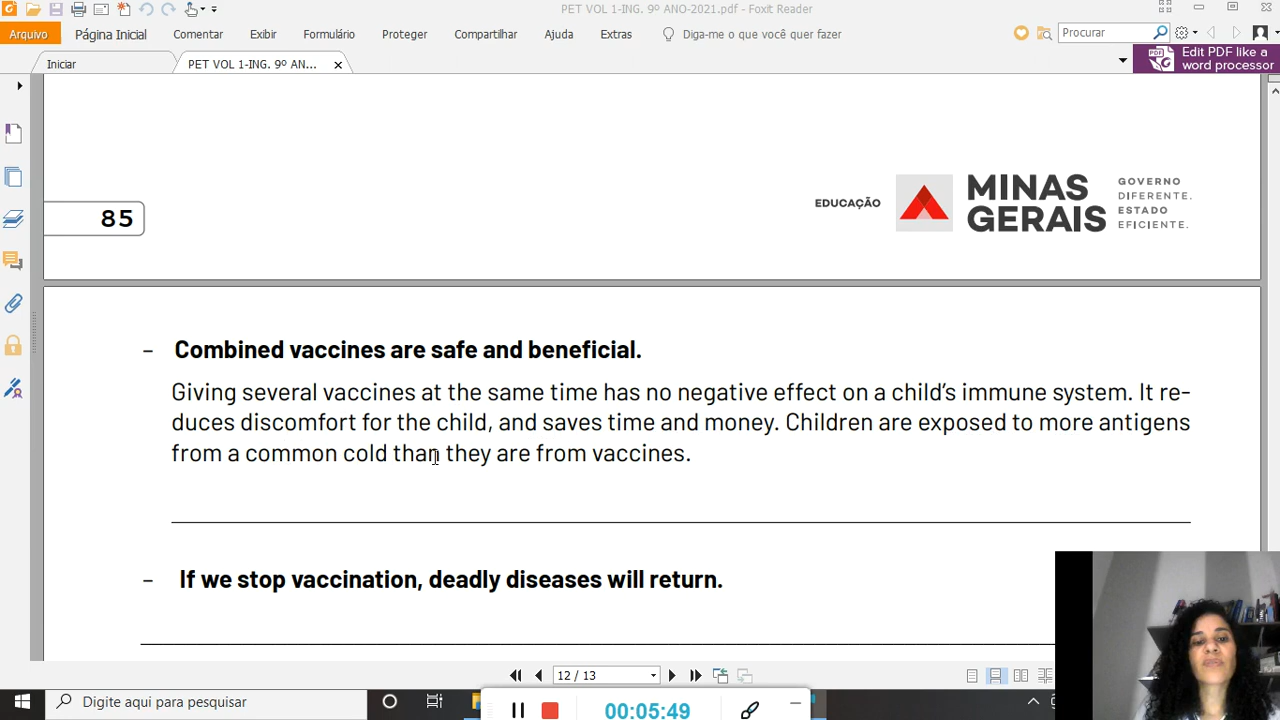 PET VOL 1-ING. 9º ANO-2021.pdf - Foxit Reader
Arquivo Página Inicial Comentar Exibir Formulário Proteger Compartilhar Ajuda Extras Diga-me o que você quer fazer Procurar
Iniciar PET VOL 1-ING. 9º AN... Edit PDF like a
word processor
EDUCAÇÃO MINAS GERAIS
GOVERNO
DIFERENTE.
ESTADO
EFICIENTE.
85
– Combined vaccines are safe and beneficial.
Giving several vaccines at the same time has no negative effect on a child's immune system. It re-
duces discomfort for the child, and saves time and money. Children are exposed to more antigens
from a common cold than they are from vaccines.
– If we stop vaccination, deadly diseases will return.
12 / 13
Digite aqui para pesquisar
00:05:49